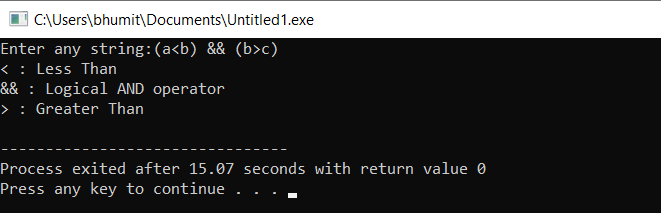 C:\Users\bhumit\Documents\Untitled1.exe
Enter any string:(a<b) && (b>c)
< : Less Than
&& : Logical AND operator
> : Greater Than
--------------------------------
Process exited after 15.07 seconds with return value 0
Press any key to continue . . .